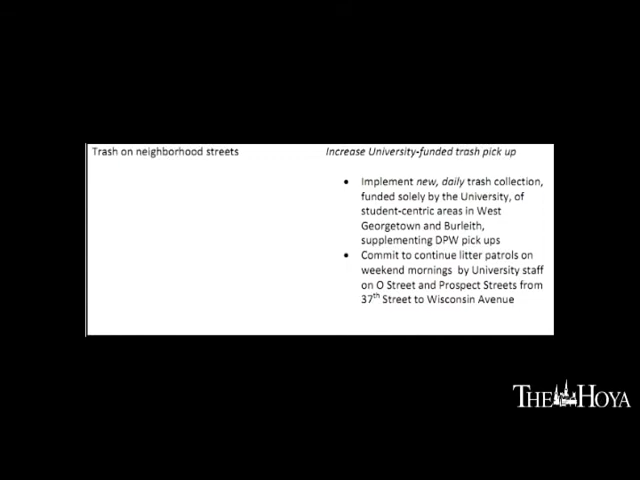 Trash on neighborhood streets
Increase University-funded trash pick up
• Implement new, daily trash collection,
funded solely by the University, of
student-centric areas in West
Georgetown and Burleith,
supplementing DPW pick ups
• Commit to continue litter patrols on
weekend mornings by University staff
on O Street and Prospect Streets from
37th Street to Wisconsin Avenue
THE HOYA